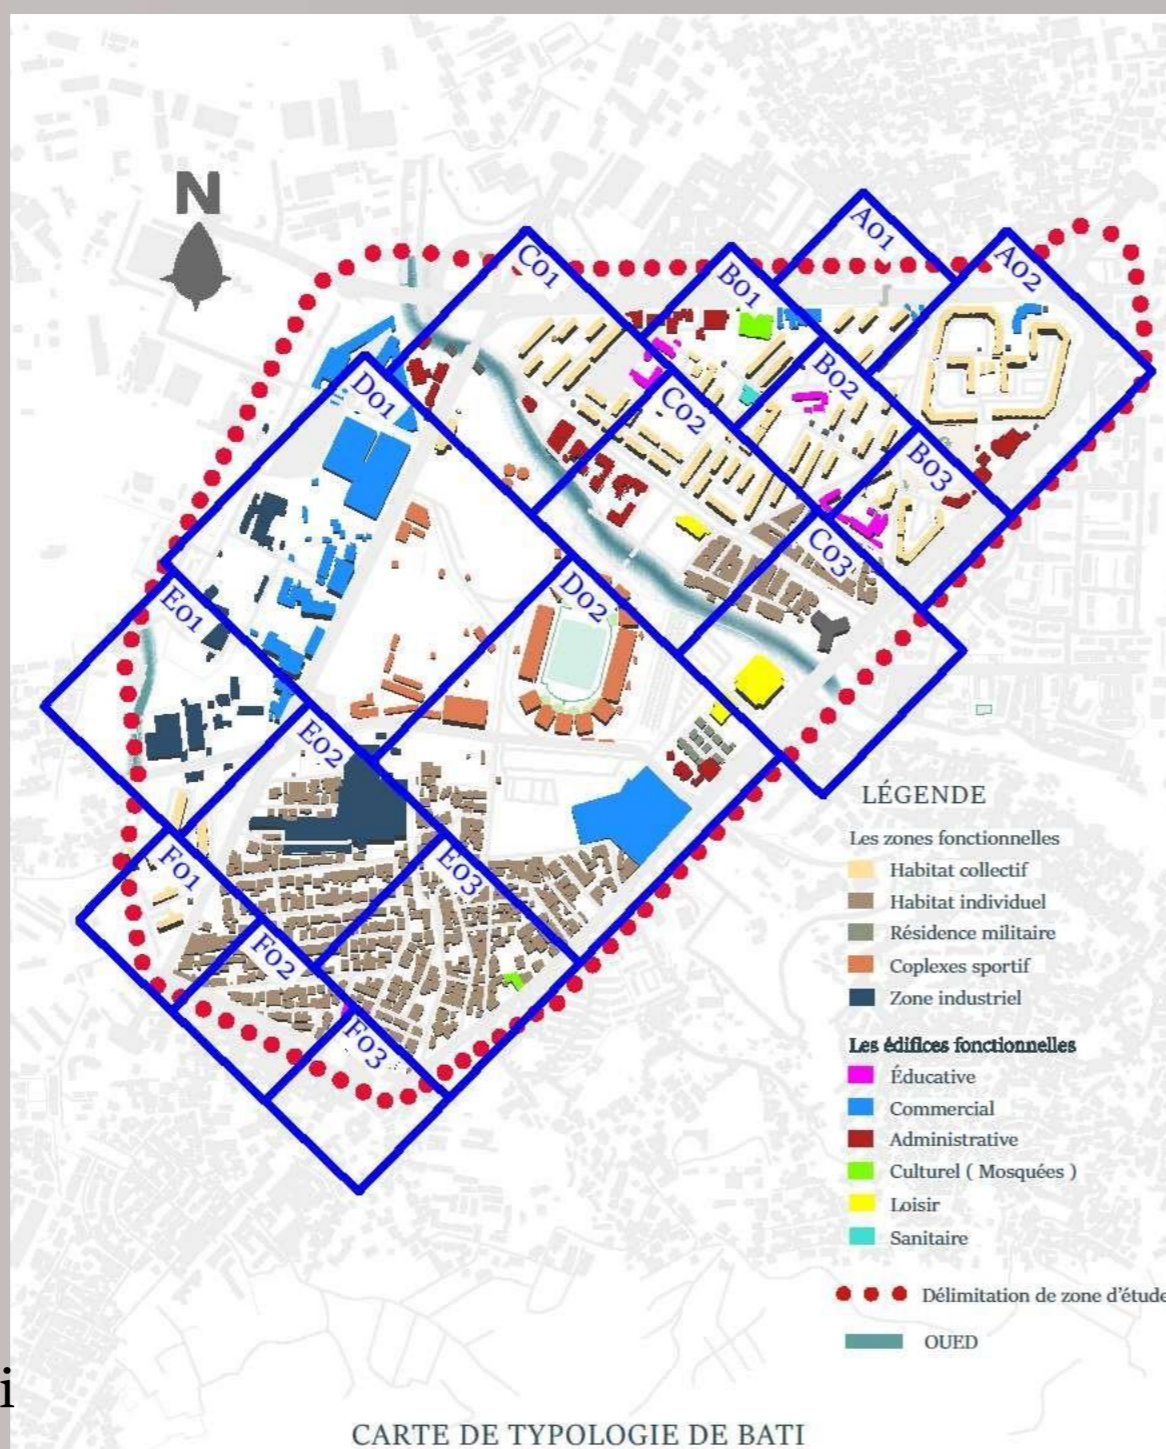 N
A01
A02
C01
B01
B02
D01
C02
B03
C03
D02
E01
E02
E03
F01
F02
F03
LÉGENDE
Les zones fonctionnelles
Habitat collectif
Habitat individuel
Résidence militaire
Coplexes sportif
Zone industriel
Les édifices fonctionnelles
Éducative
Commercial
Administrative
Culturel ( Mosquées )
Loisir
Sanitaire
Délimitation de zone d'étude
OUED
i
CARTE DE TYPOLOGIE DE BATI